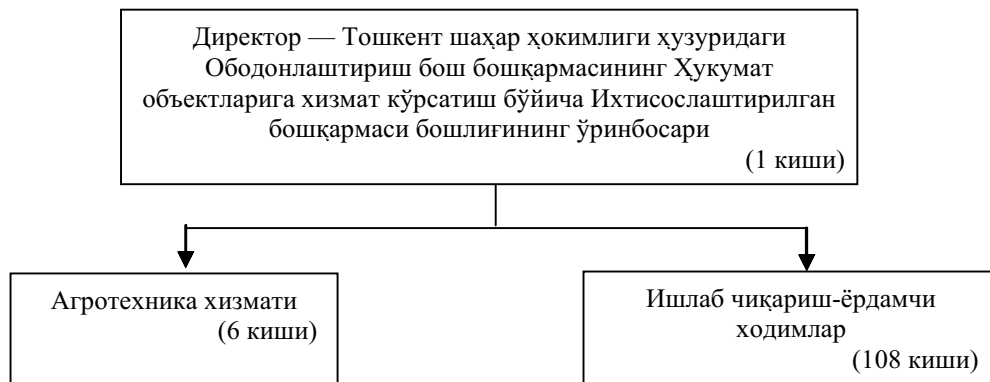 Директор — Тошкент шаҳар ҳокимлиги ҳузуридаги
Ободонлаштириш бош бошқармасининг Ҳукумат
объектларига хизмат кўрсатиш бўйича Ихтисослаштирилган
бошқармаси бошлиғининг ўринбосари
(1 киши)
Агротехника хизмати
(6 киши)
Ишлаб чиқариш-ёрдамчи
ходимлар
(108 киши)